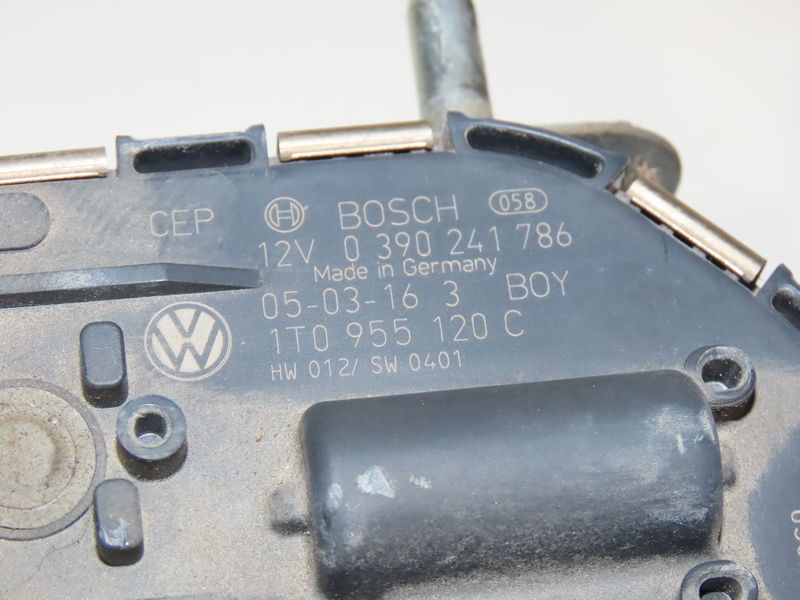 CEP BOSCH 058
12V 0 390 241 786
Made in Germany
05-03-16 3 BOY
1T0 955 120 C
HW 012/ SW 0401
VW